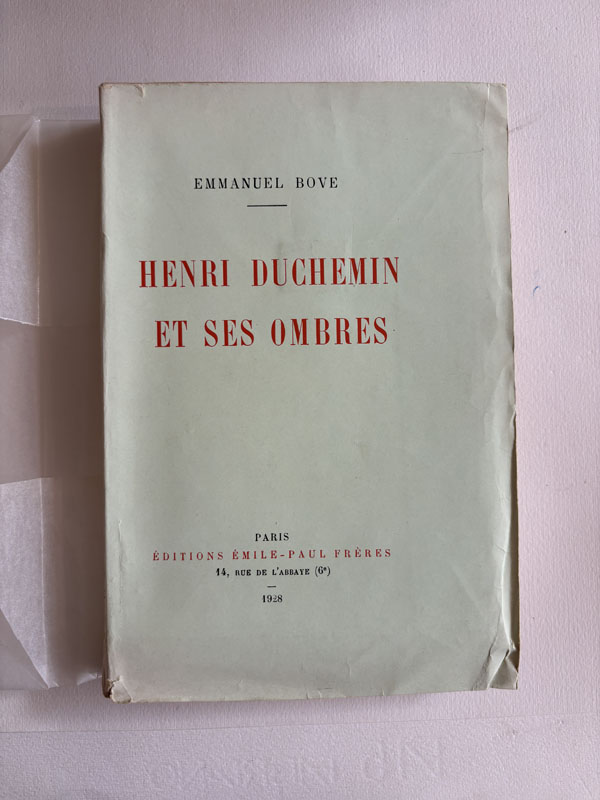 EMMANUEL BOVE
HENRI DUCHEMIN
ET SES OMBRES
PARIS
ÉDITIONS ÉMILE-PAUL FRÈRES
14, RUE DE L'ABBAYE (6ᵉ)
1928